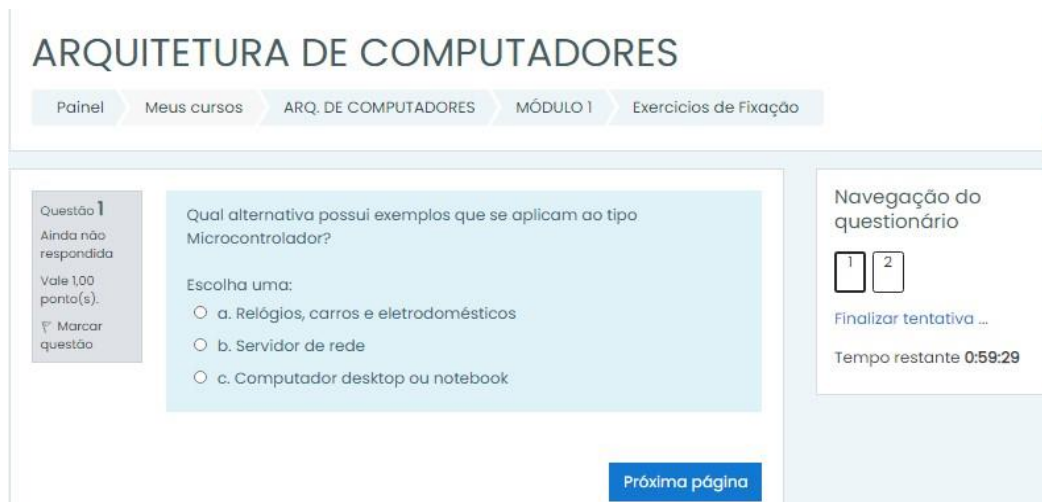 ARQUITETURA DE COMPUTADORES
Painel Meus cursos ARQ. DE COMPUTADORES MÓDULO 1 Exercicios de Fixação
Questão 1
Ainda não
respondida
Vale 1,00
ponto(s).
Marcar
questão
Qual alternativa possui exemplos que se aplicam ao tipo
Microcontrolador?
Escolha uma:
a. Relógios, carros e eletrodomésticos
b. Servidor de rede
c. Computador desktop ou notebook
Próxima página
Navegação do
questionário
1 2
Finalizar tentativa ...
Tempo restante 0:59:29